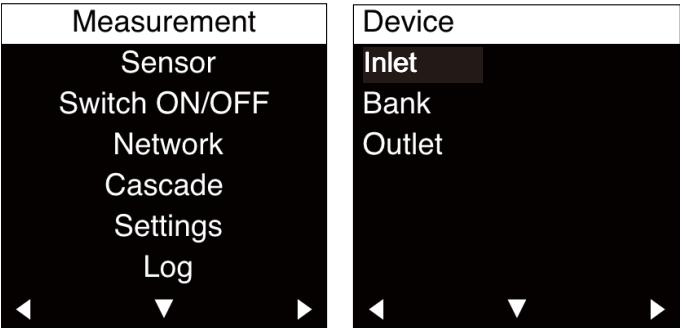 Measurement
Sensor
Switch ON/OFF
Network
Cascade
Settings
Log
Device
Inlet
Bank
Outlet